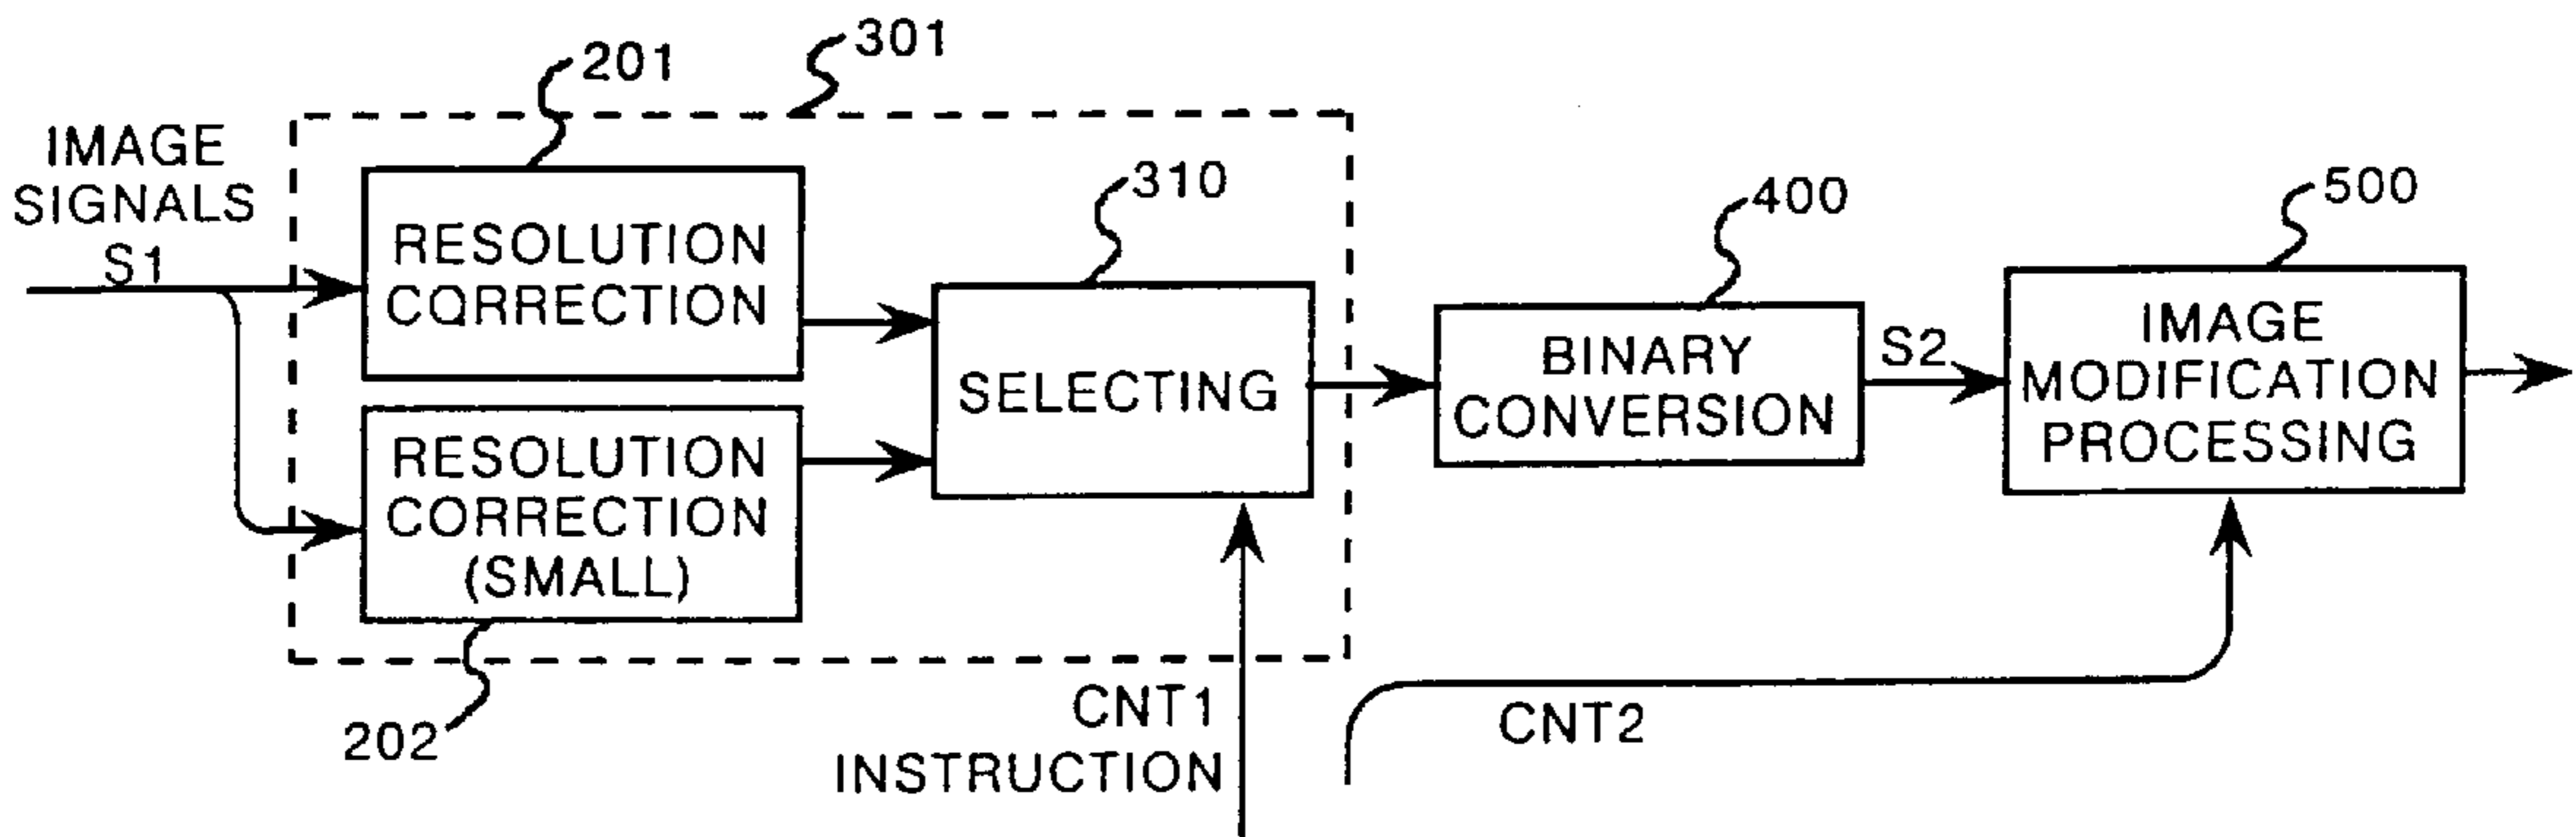 301
201
IMAGE
SIGNALS
S1
310
400
500
RESOLUTION
CORRECTION
SELECTING
BINARY
CONVERSION
S2
IMAGE
MODIFICATION
PROCESSING
RESOLUTION
CORRECTION
(SMALL)
202
CNT1
INSTRUCTION
CNT2